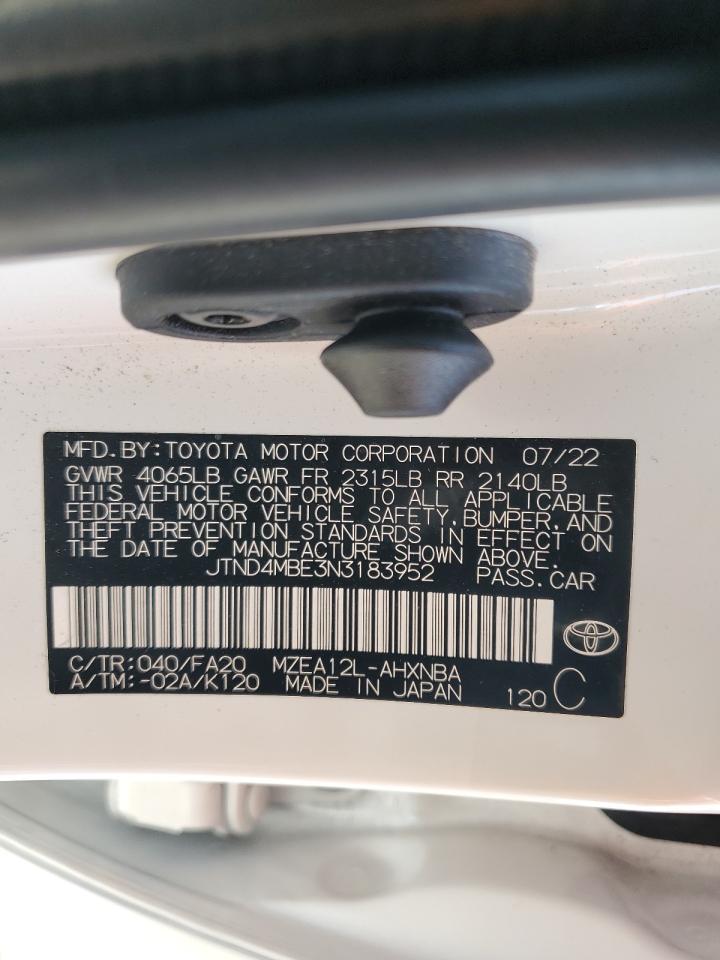 MFD.BY:TOYOTA MOTOR CORPORATION 07/22
GVWR 4065LB GAWR FR 2315LB RR 2140LB
THIS VEHICLE CONFORMS TO ALL APPLICABLE
FEDERAL MOTOR VEHICLE SAFETY,BUMPER,AND
THEFT PREVENTION STANDARDS IN EFFECT ON
THE DATE OF MANUFACTURE SHOWN ABOVE.
JTND4MBE3N3183952 PASS.CAR
C/TR:040/FA20 MZEA12L-AHXNBA
A/TM:-02A/K120 MADE IN JAPAN 120 C